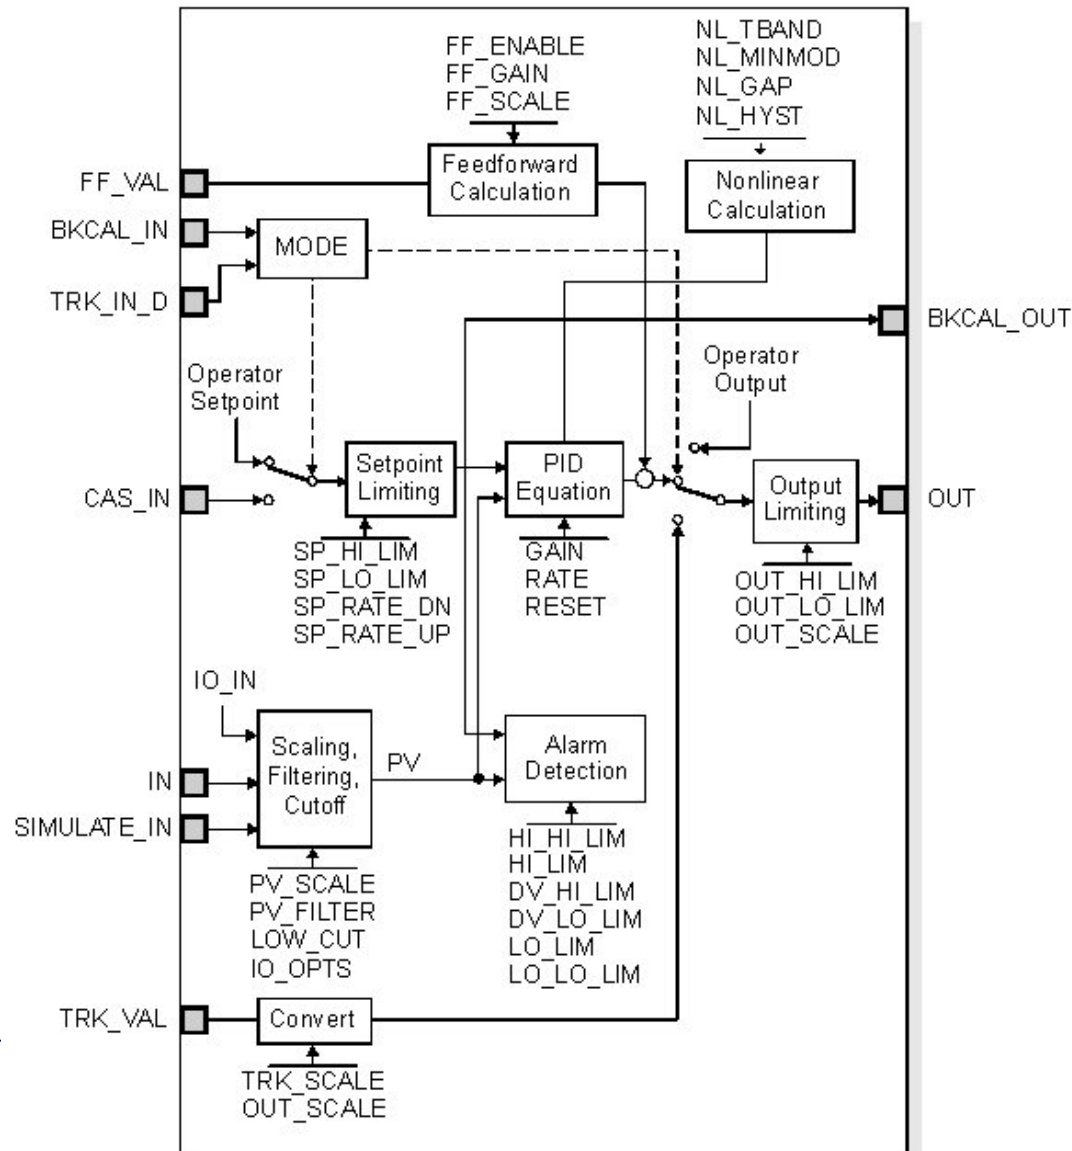 FF_ENABLE
FF_GAIN
FF_SCALE
NL_TBAND
NL_MINMOD
NL_GAP
NL_HYST
FF_VAL
Feedforward
Calculation
Nonlinear
Calculation
BKCAL_IN
MODE
TRK_IN_D
BKCAL_OUT
Operator
Setpoint
Operator
Output
CAS_IN
Setpoint
Limiting
PID
Equation
Output
Limiting
OUT
SP_HI_LIM
SP_LO_LIM
SP_RATE_DN
SP_RATE_UP
GAIN
RATE
RESET
OUT_HI_LIM
OUT_LO_LIM
OUT_SCALE
IO_IN
IN
SIMULATE_IN
Scaling,
Filtering,
Cutoff
PV
Alarm
Detection
PV_SCALE
PV_FILTER
LOW_CUT
IO_OPTS
HI_HI_LIM
HI_LIM
DV_HI_LIM
DV_LO_LIM
LO_LIM
LO_LO_LIM
TRK_VAL
Convert
TRK_SCALE
OUT_SCALE